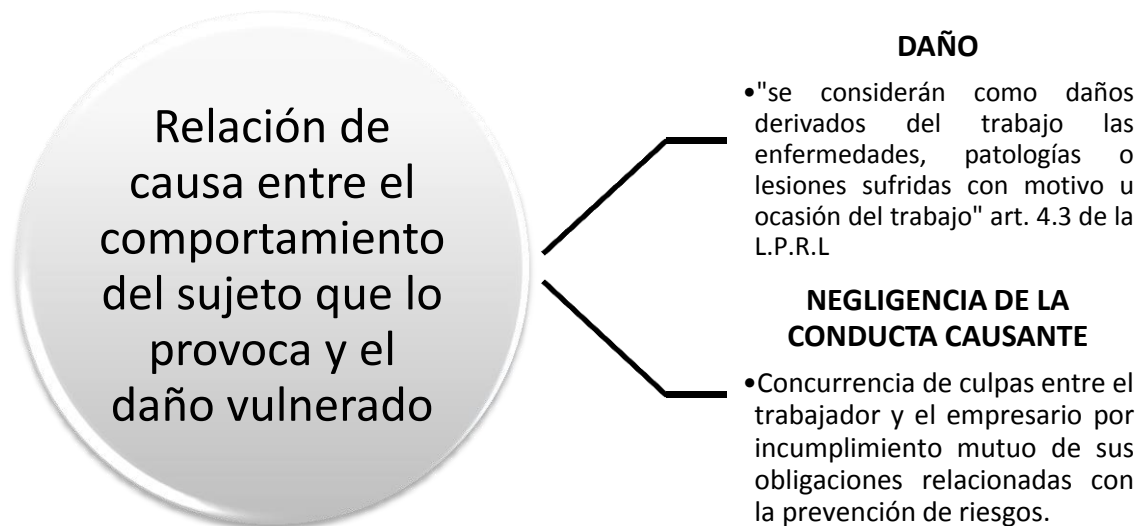 Relación de
causa entre el
comportamiento
del sujeto que lo
provoca y el
daño vulnerado
DAÑO
•"se considerán como daños
derivados del trabajo las
enfermedades, patologías o
lesiones sufridas con motivo u
ocasión del trabajo" art. 4.3 de la
L.P.R.L
NEGLIGENCIA DE LA
CONDUCTA CAUSANTE
•Concurrencia de culpas entre el
trabajador y el empresario por
incumplimiento mutuo de sus
obligaciones relacionadas con
la prevención de riesgos.